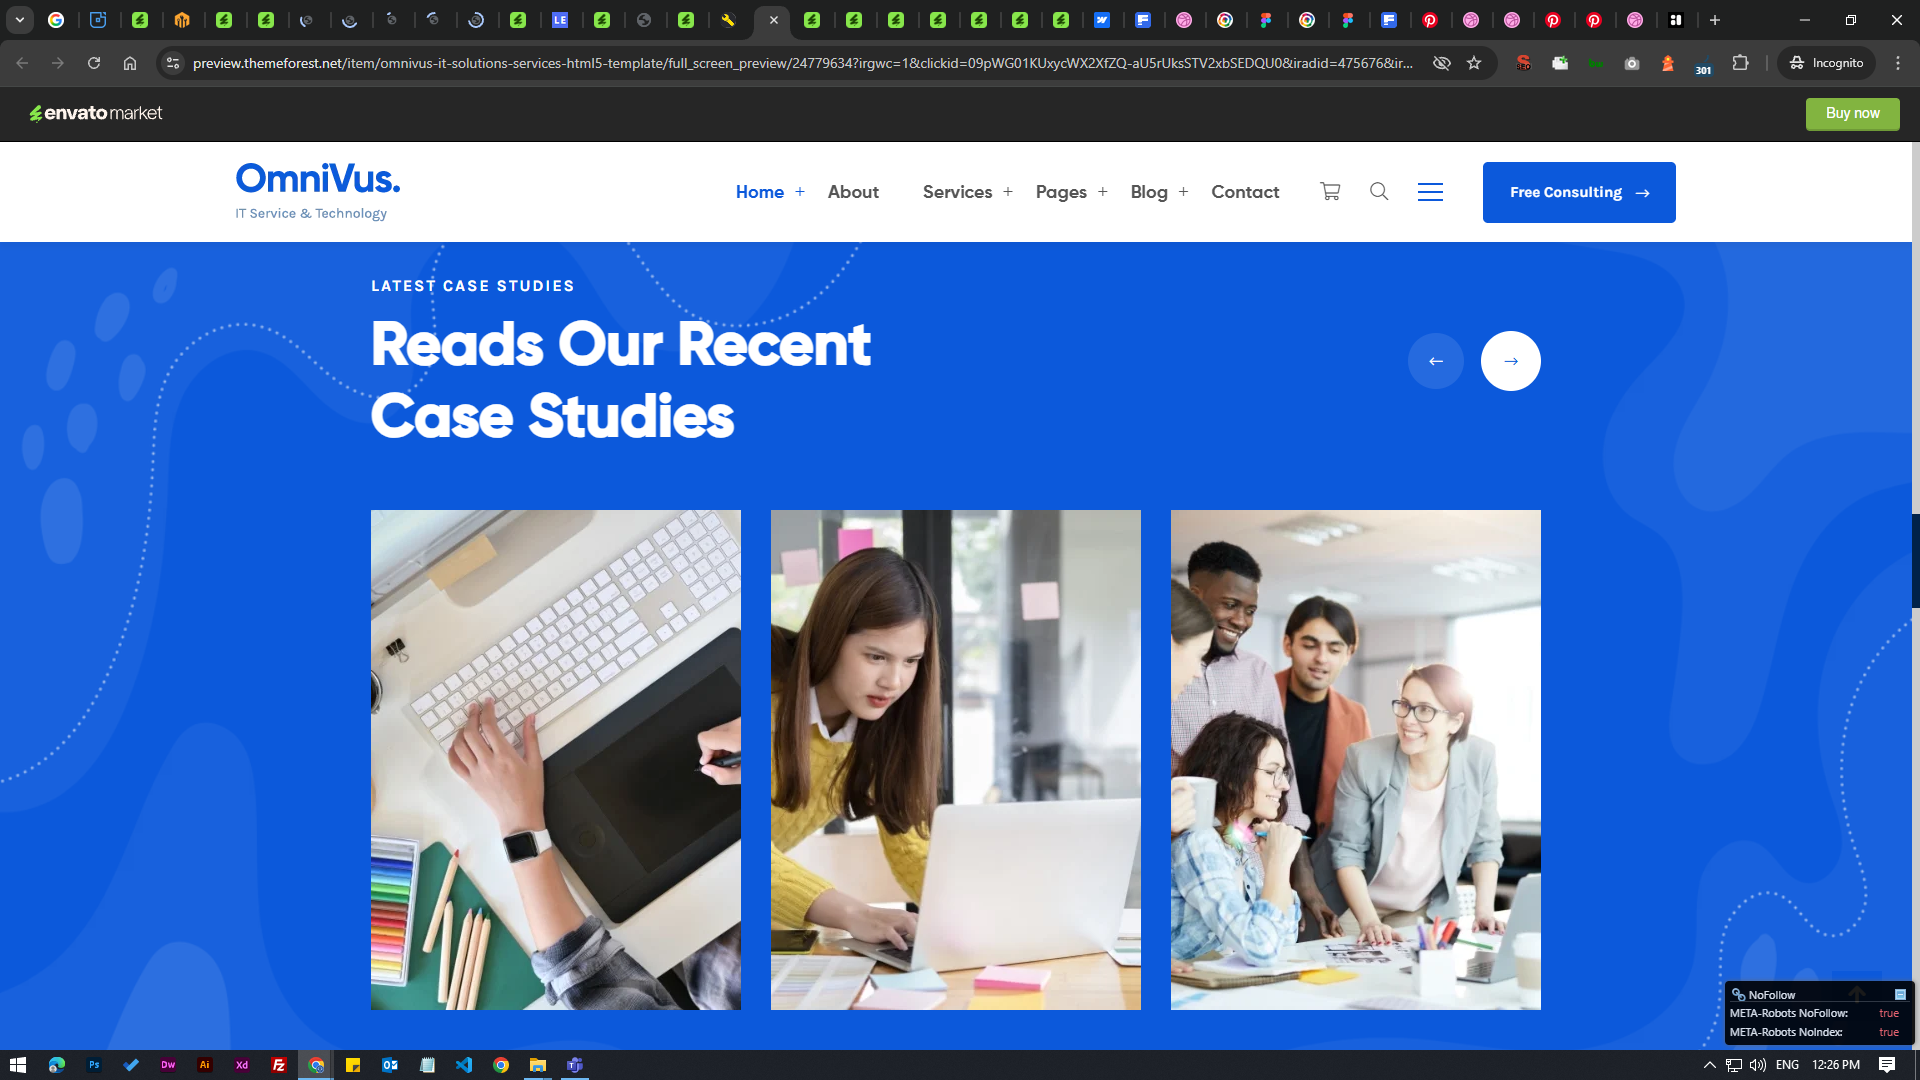 preview.themeforest.net/item/omnivus-it-solutions-services-html5-template/full_screen_preview/24779634?irgwc=1&clickid=09pWG01KUxycWX2XfZQ-aU5rUksSTV2xbSEDQU0&iradid=475676&ir...
301
Incognito
envato market
Buy now
OmniVus.
IT Service & Technology
Home +
About
Services +
Pages +
Blog +
Contact
Free Consulting →
LATEST CASE STUDIES
Reads Our Recent
Case Studies
NoFollow
META-Robots NoFollow: true
META-Robots NoIndex: true
ENG
12:26 PM